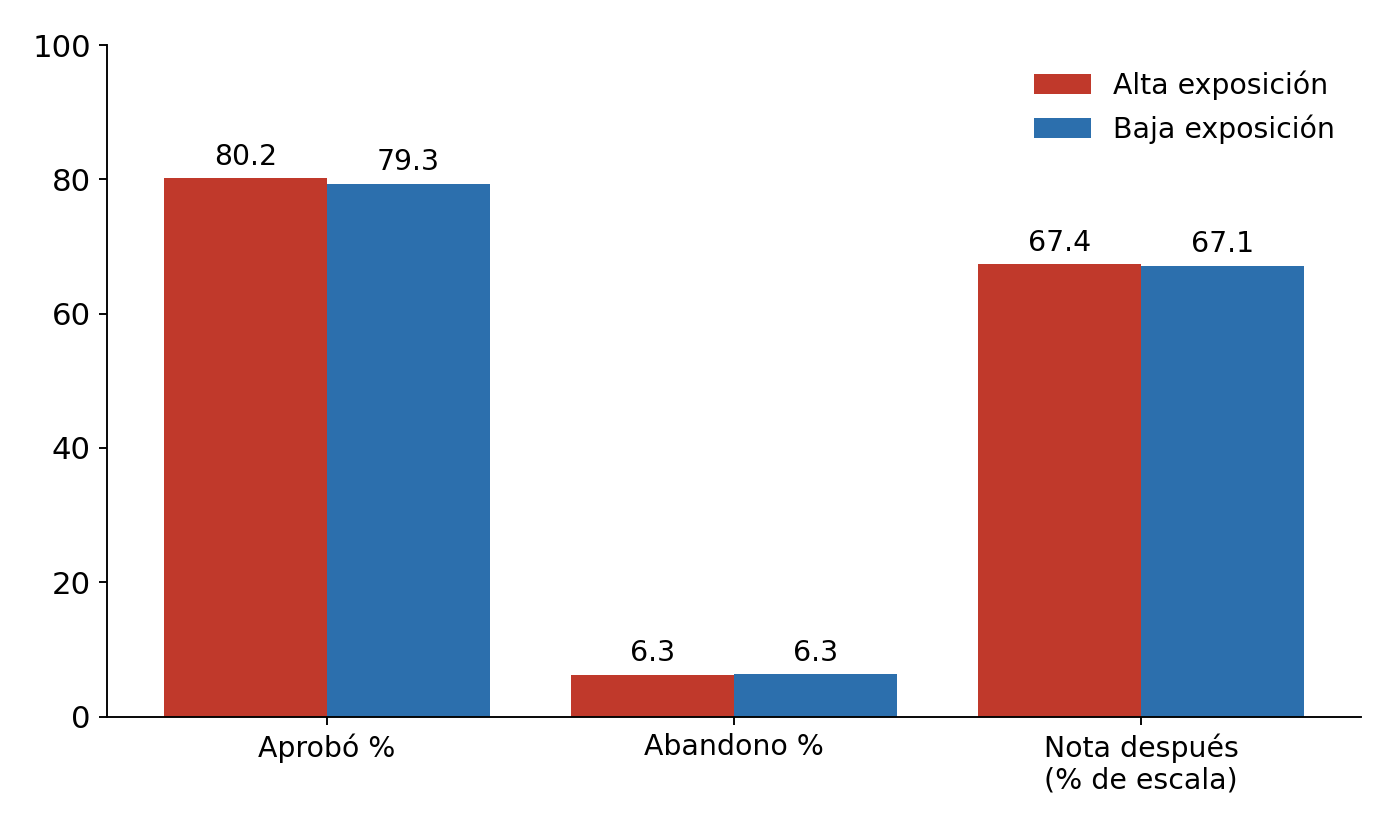 100
80
60
40
20
0
Alta exposición
Baja exposición
80.2
79.3
6.3
6.3
67.4
67.1
Aprobó %
Abandono %
Nota después
(% de escala)